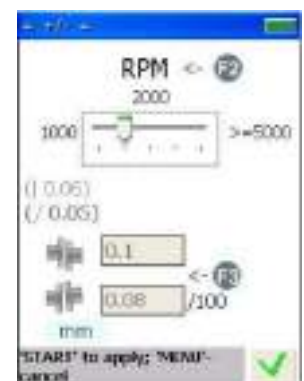 RPM <- F2
2000
1000 >=5000
(| 0.06)
(/ 0.05)
0.1
<- F3
0.08 /100
mm
"START" to apply; "MENU"-
cancel